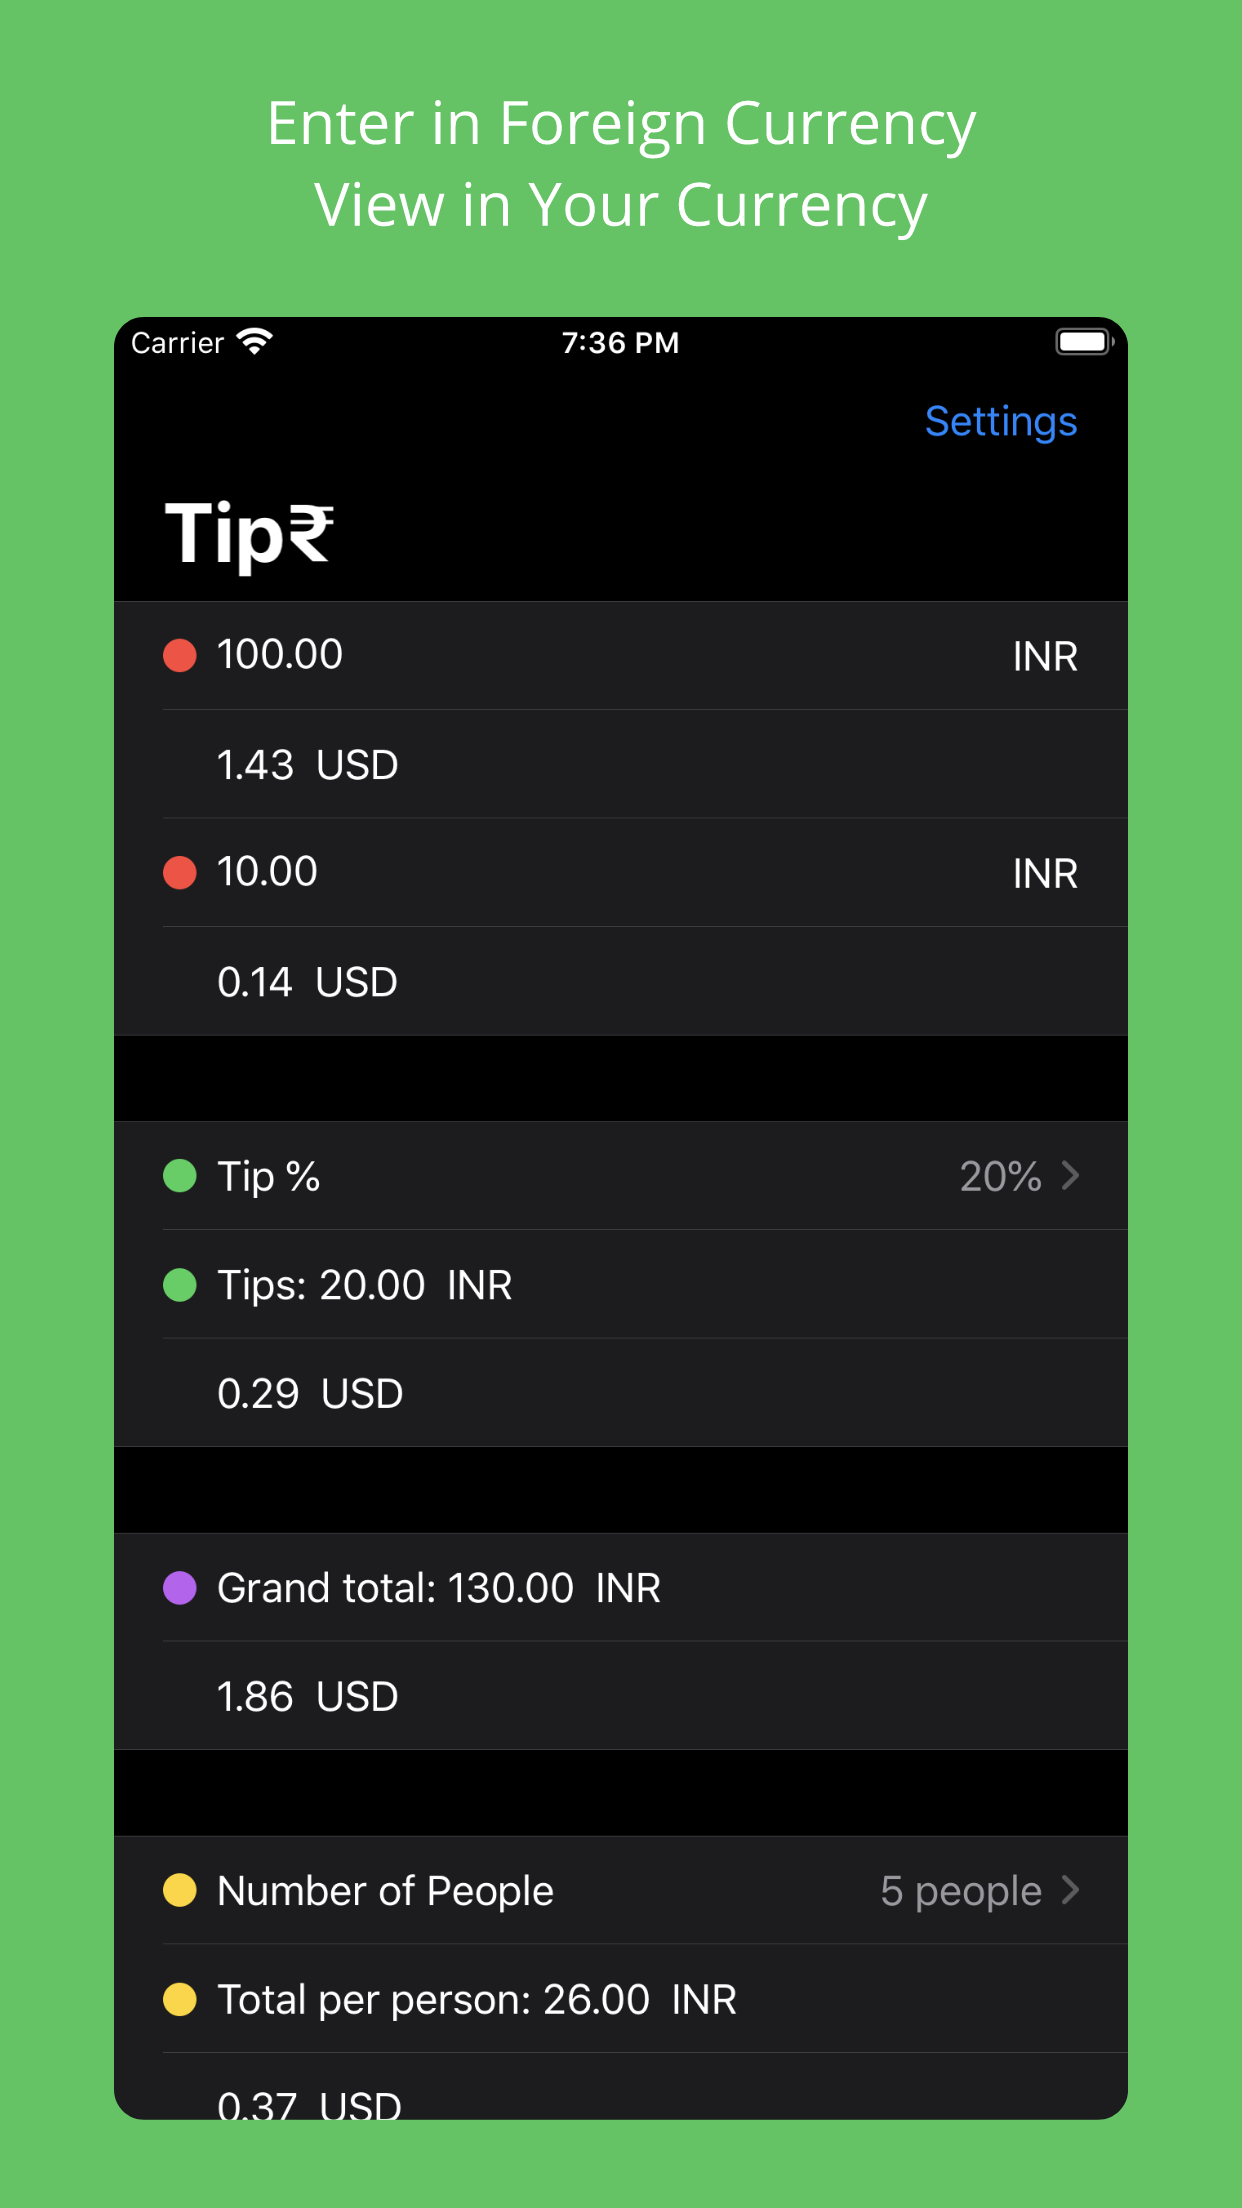 Enter in Foreign Currency
View in Your Currency
Carrier 7:36 PM
Settings
Tip₹
100.00 INR
1.43 USD
10.00 INR
0.14 USD
Tip % 20%
Tips: 20.00 INR
0.29 USD
Grand total: 130.00 INR
1.86 USD
Number of People 5 people
Total per person: 26.00 INR
0.37 USD